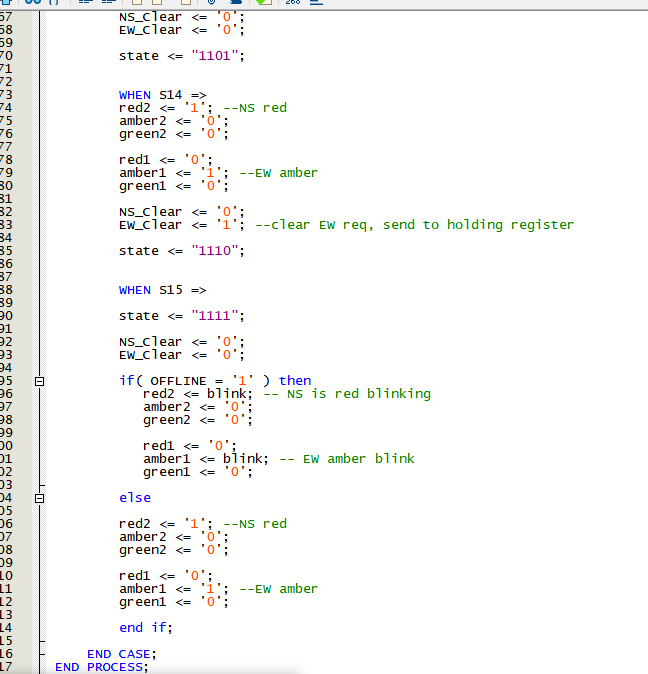 67 NS_Clear <= '0';
68 EW_Clear <= '0';
69
70 state <= "1101";
71
72
73 WHEN S14 =>
74 red2 <= '1'; --NS red
75 amber2 <= '0';
76 green2 <= '0';
77
78 red1 <= '0';
79 amber1 <= '1'; --EW amber
80 green1 <= '0';
81
82 NS_Clear <= '0';
83 EW_Clear <= '1'; --clear EW req, send to holding register
84
85 state <= "1110";
86
87
88 WHEN S15 =>
89
90 state <= "1111";
91
92 NS_Clear <= '0';
93 EW_Clear <= '0';
94
95 if( OFFLINE = '1' ) then
96 red2 <= blink; -- NS is red blinking
97 amber2 <= '0';
98 green2 <= '0';
99
00 red1 <= '0';
01 amber1 <= blink; -- EW amber blink
02 green1 <= '0';
03
04 else
05
06 red2 <= '1'; --NS red
07 amber2 <= '0';
08 green2 <= '0';
09
10 red1 <= '0';
11 amber1 <= '1'; --EW amber
12 green1 <= '0';
13
14 end if;
15
16 END CASE;
17 END PROCESS;